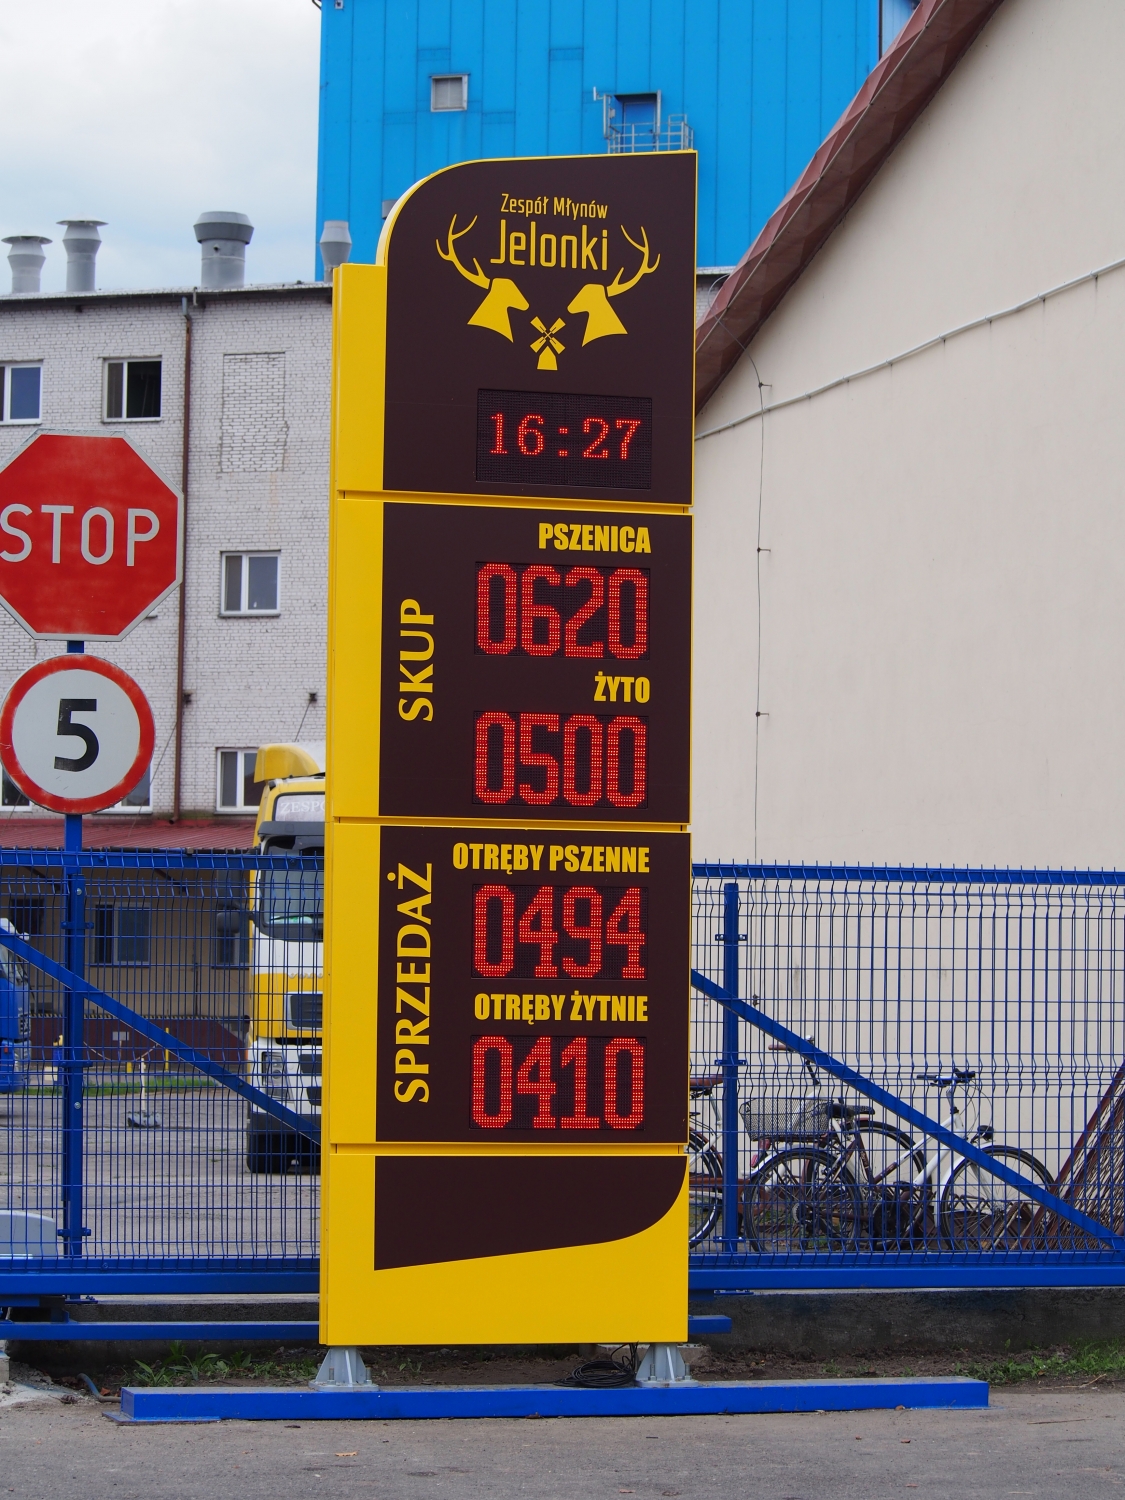 Zespół Młynów
Jelonki
16:27
SKUP
PSZENICA
0620
ŻYTO
0500
SPRZEDAŻ
OTRĘBY PSZENNE
0494
OTRĘBY ŻYTNIE
0410
STOP
5